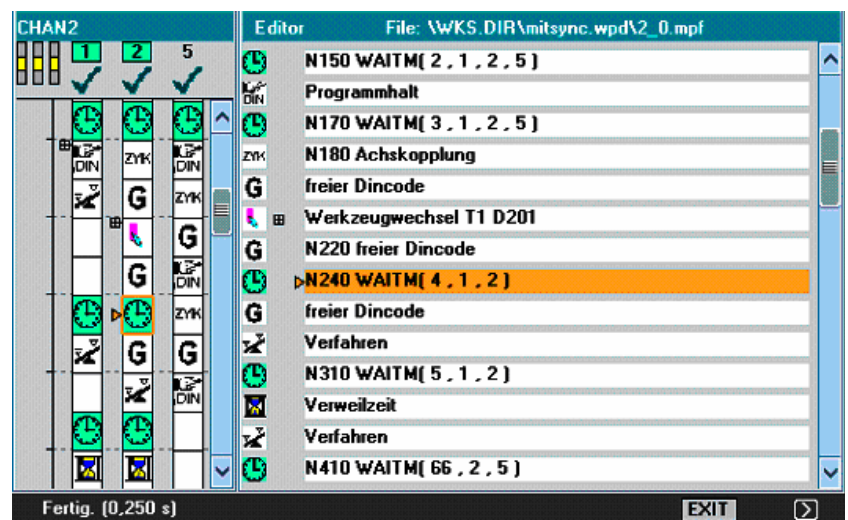 CHAN2
Editor File: \WKS.DIR\mitsync.wpd\2_0.mpf
1 2 5
DIN ZYK DIN
G ZYK
G
G DIN
ZYK
G G
DIN
N150 WAITM( 2 , 1 , 2 , 5 )
DIN Programmhalt
N170 WAITM( 3 , 1 , 2 , 5 )
ZYK N180 Achskopplung
G freier Dincode
Werkzeugwechsel T1 D201
G N220 freier Dincode
N240 WAITM( 4 , 1 , 2 )
G freier Dincode
Verfahren
N310 WAITM( 5 , 1 , 2 )
Verweilzeit
Verfahren
N410 WAITM( 66 , 2 , 5 )
Fertig. (0,250 s) EXIT